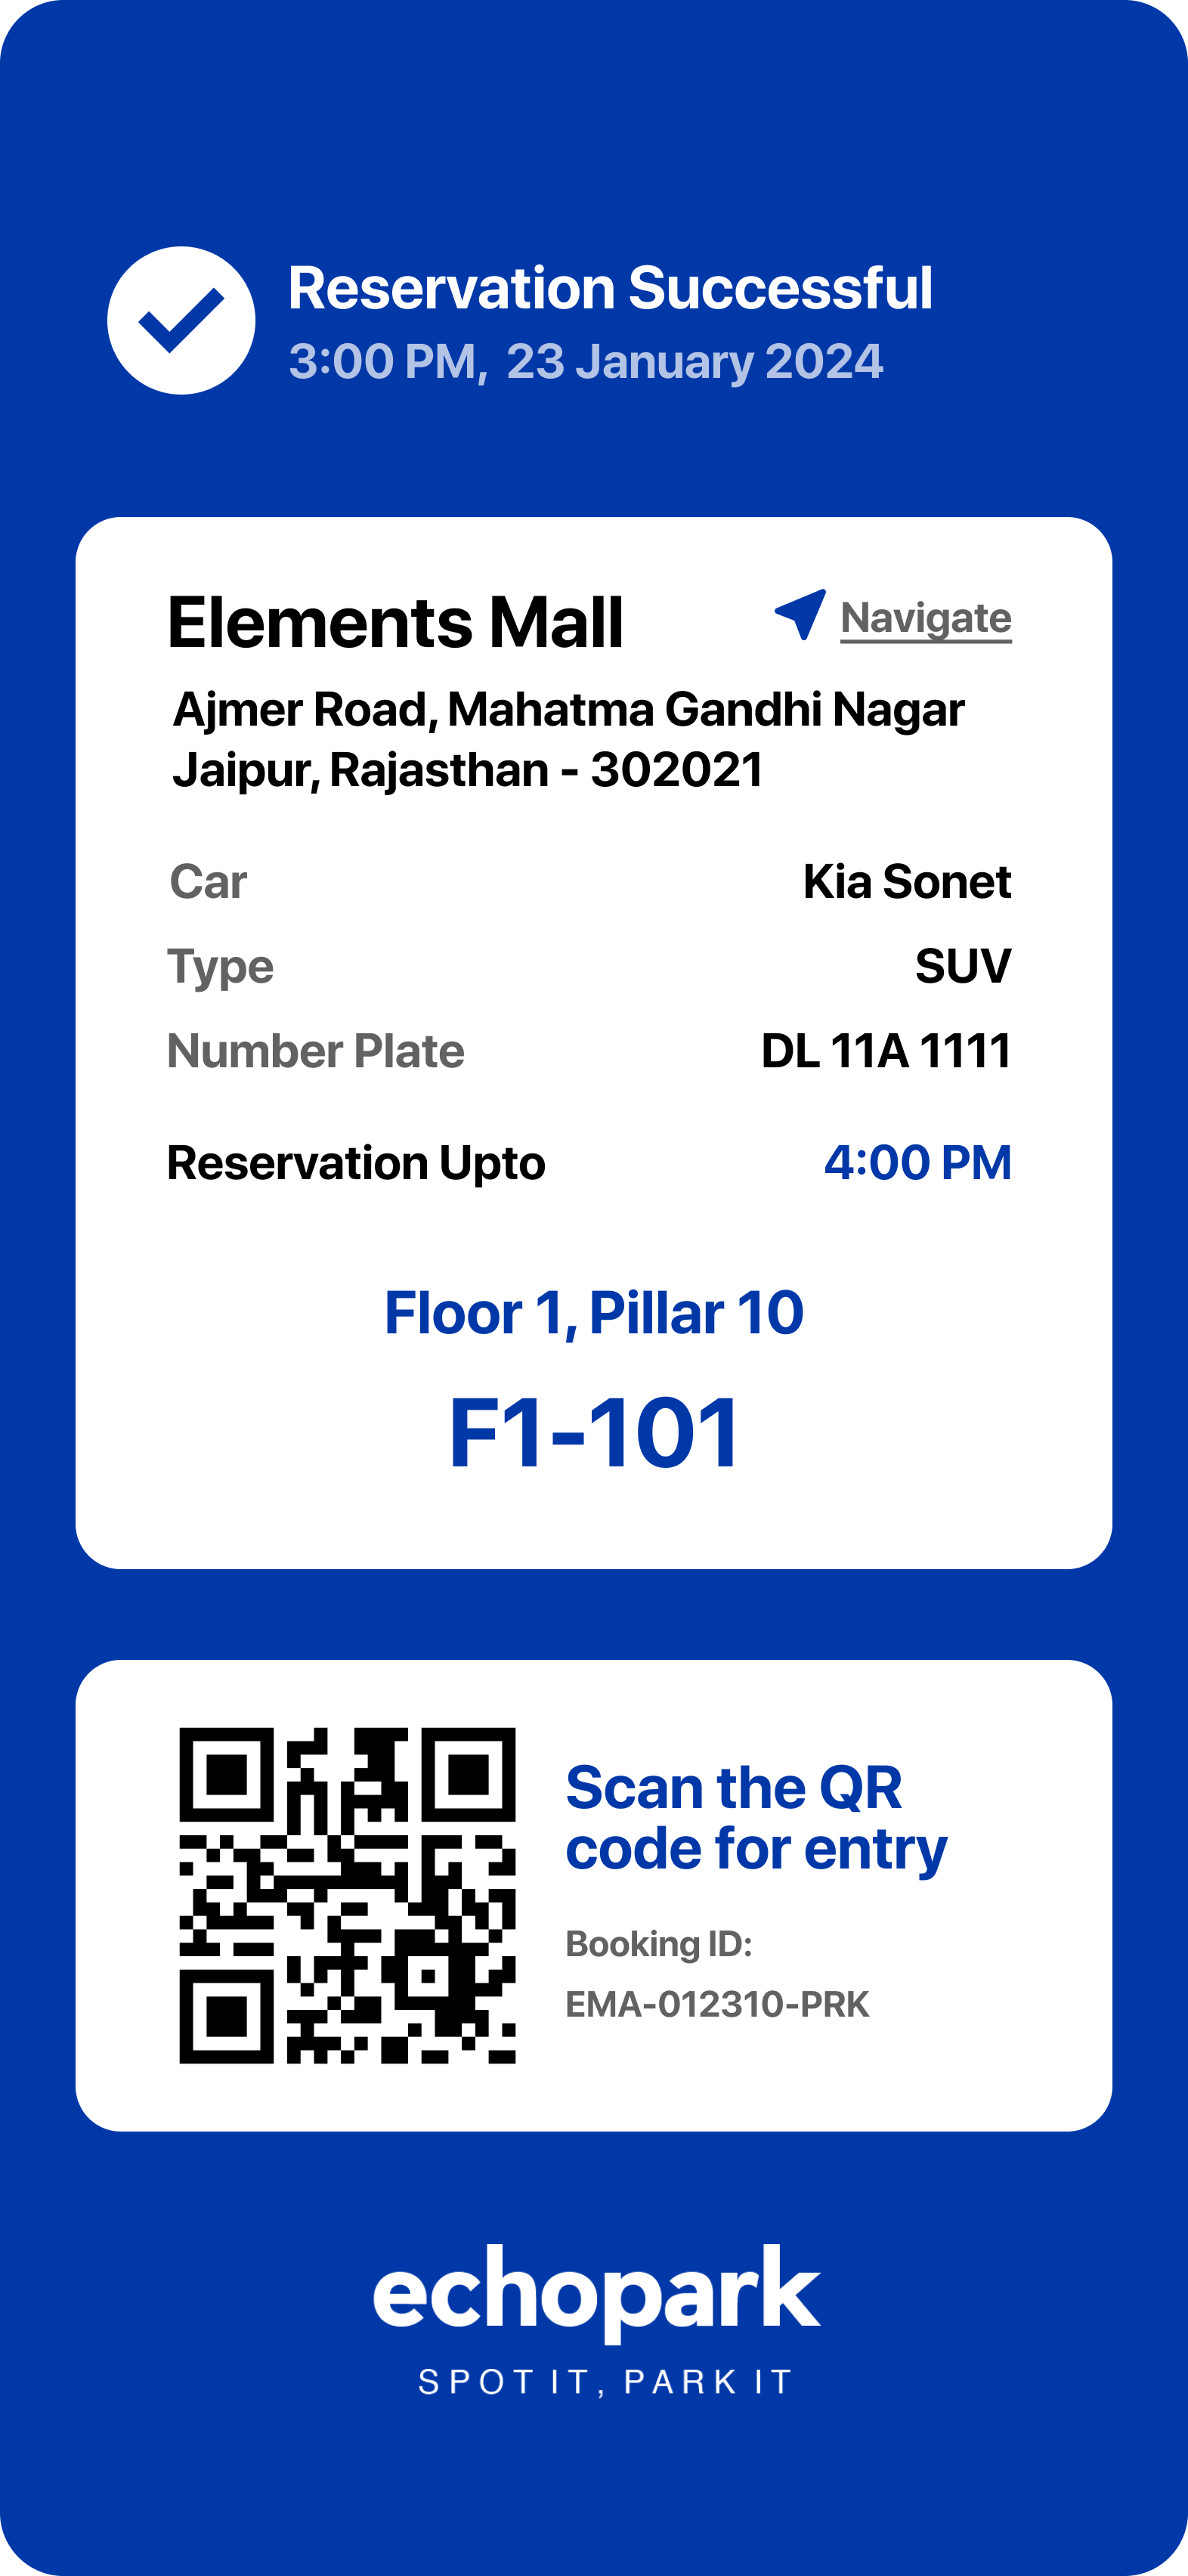 Reservation Successful
3:00 PM, 23 January 2024
Elements Mall
Navigate
Ajmer Road, Mahatma Gandhi Nagar
Jaipur, Rajasthan - 302021
Car Kia Sonet
Type SUV
Number Plate DL 11A 1111
Reservation Upto 4:00 PM
Floor 1, Pillar 10
F1-101
Scan the QR
code for entry
Booking ID:
EMA-012310-PRK
echopark
SPOT IT, PARK IT